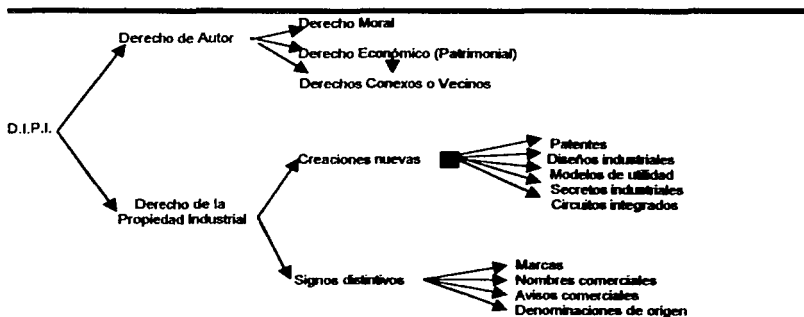 Derecho de Autor
Derecho Moral
Derecho Económico (Patrimonial)
Derechos Conexos o Vecinos
D.I.P.I.
Derecho de la
Propiedad Industrial
Creaciones nuevas
Patentes
Diseños industriales
Modelos de utilidad
Secretos industriales
Circuitos integrados
Signos distintivos
Marcas
Nombres comerciales
Avisos comerciales
Denominaciones de origen